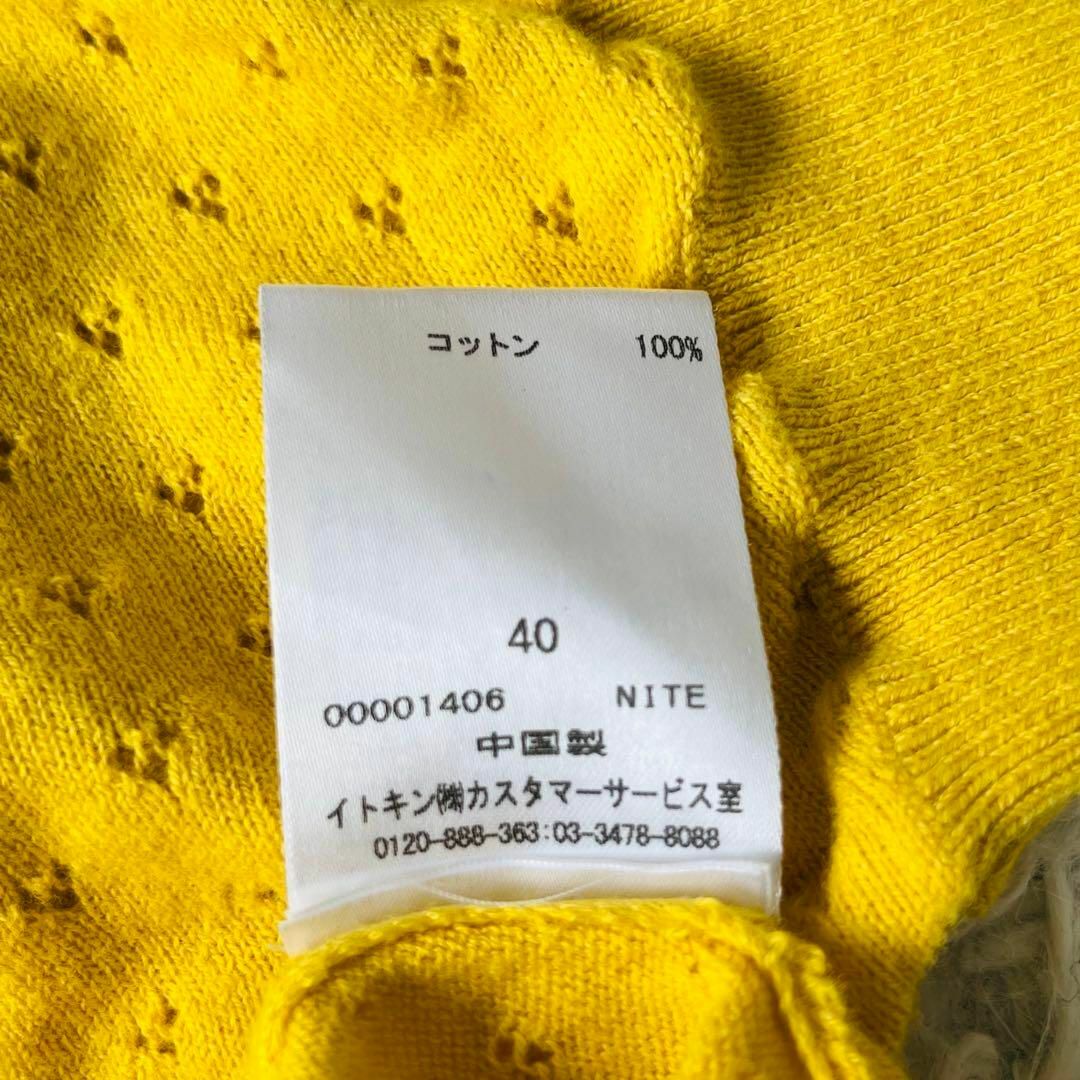 コットン 100%
40
00001406 NITE
中国製
イトキン㈱カスタマーサービス室
0120-888-363:03-3478-8088